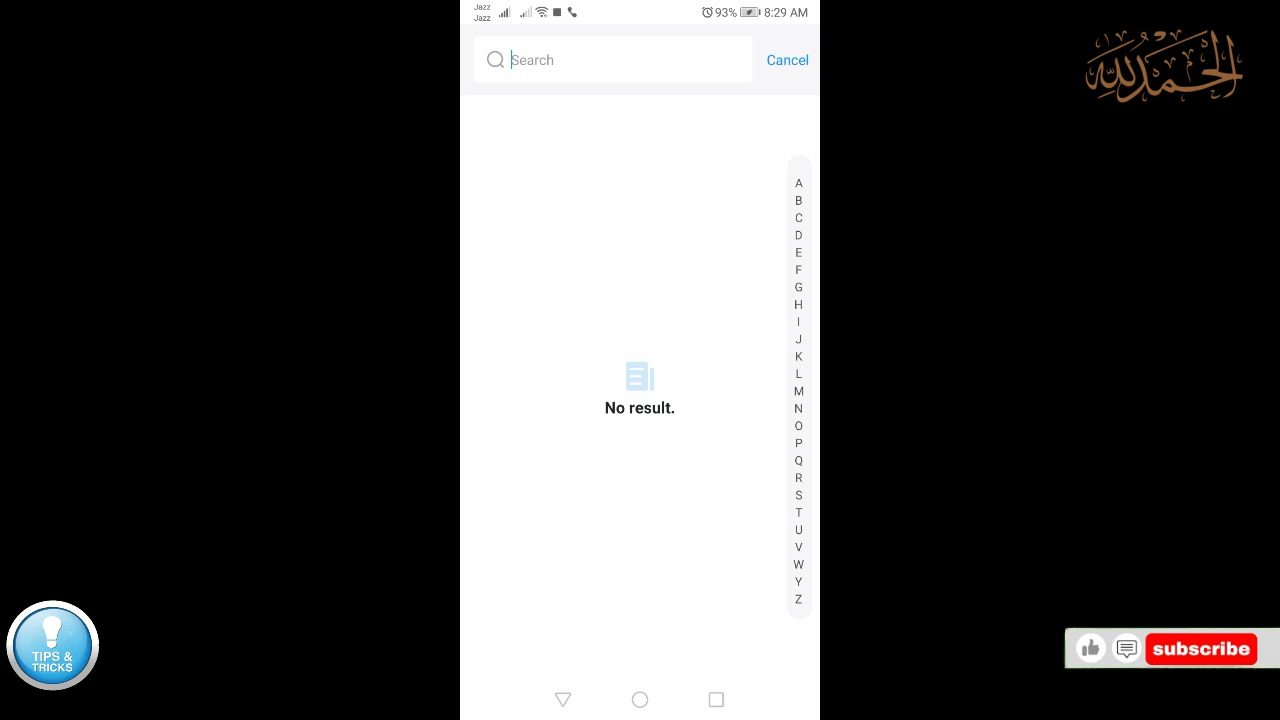 Jazz
Jazz
93%
8:29 AM
Search
Cancel
الحمد لله
A
B
C
D
E
F
G
H
I
J
K
L
M
N
O
P
Q
R
S
T
U
V
W
Y
Z
No result.
TIPS &
TRICKS
subscribe